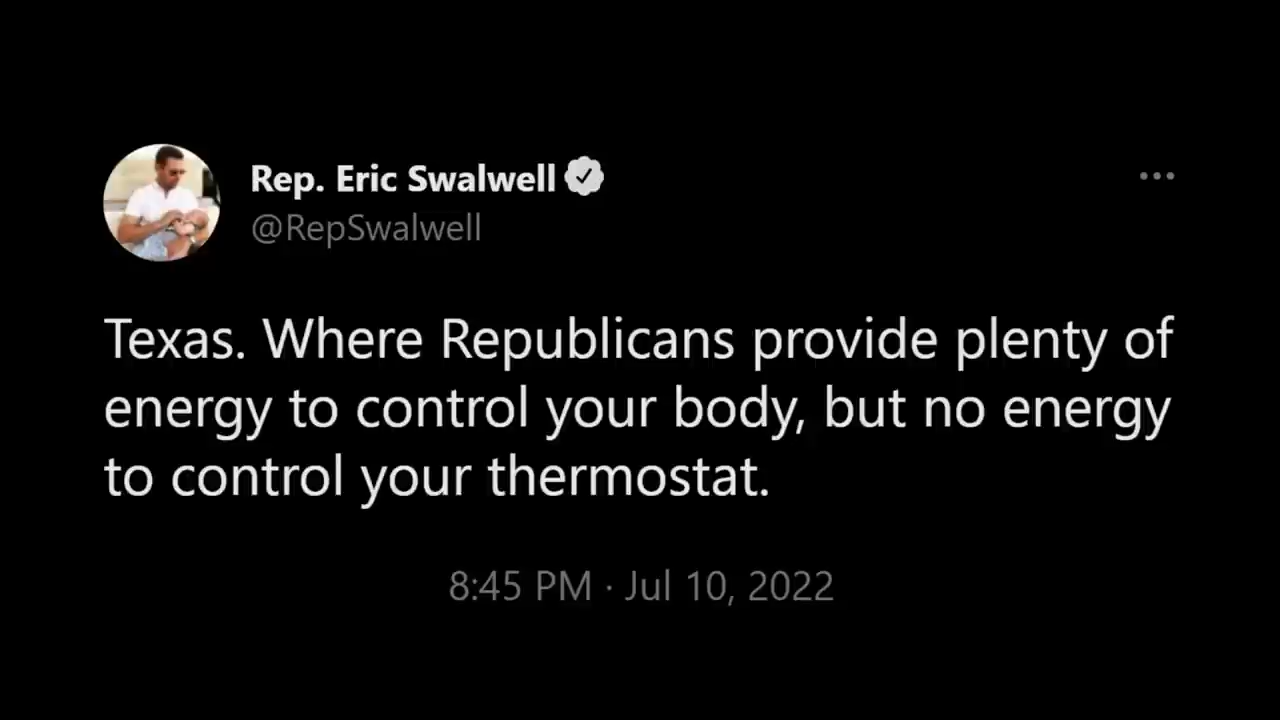 Rep. Eric Swalwell
@RepSwalwell
Texas. Where Republicans provide plenty of
energy to control your body, but no energy
to control your thermostat.
8:45 PM · Jul 10, 2022